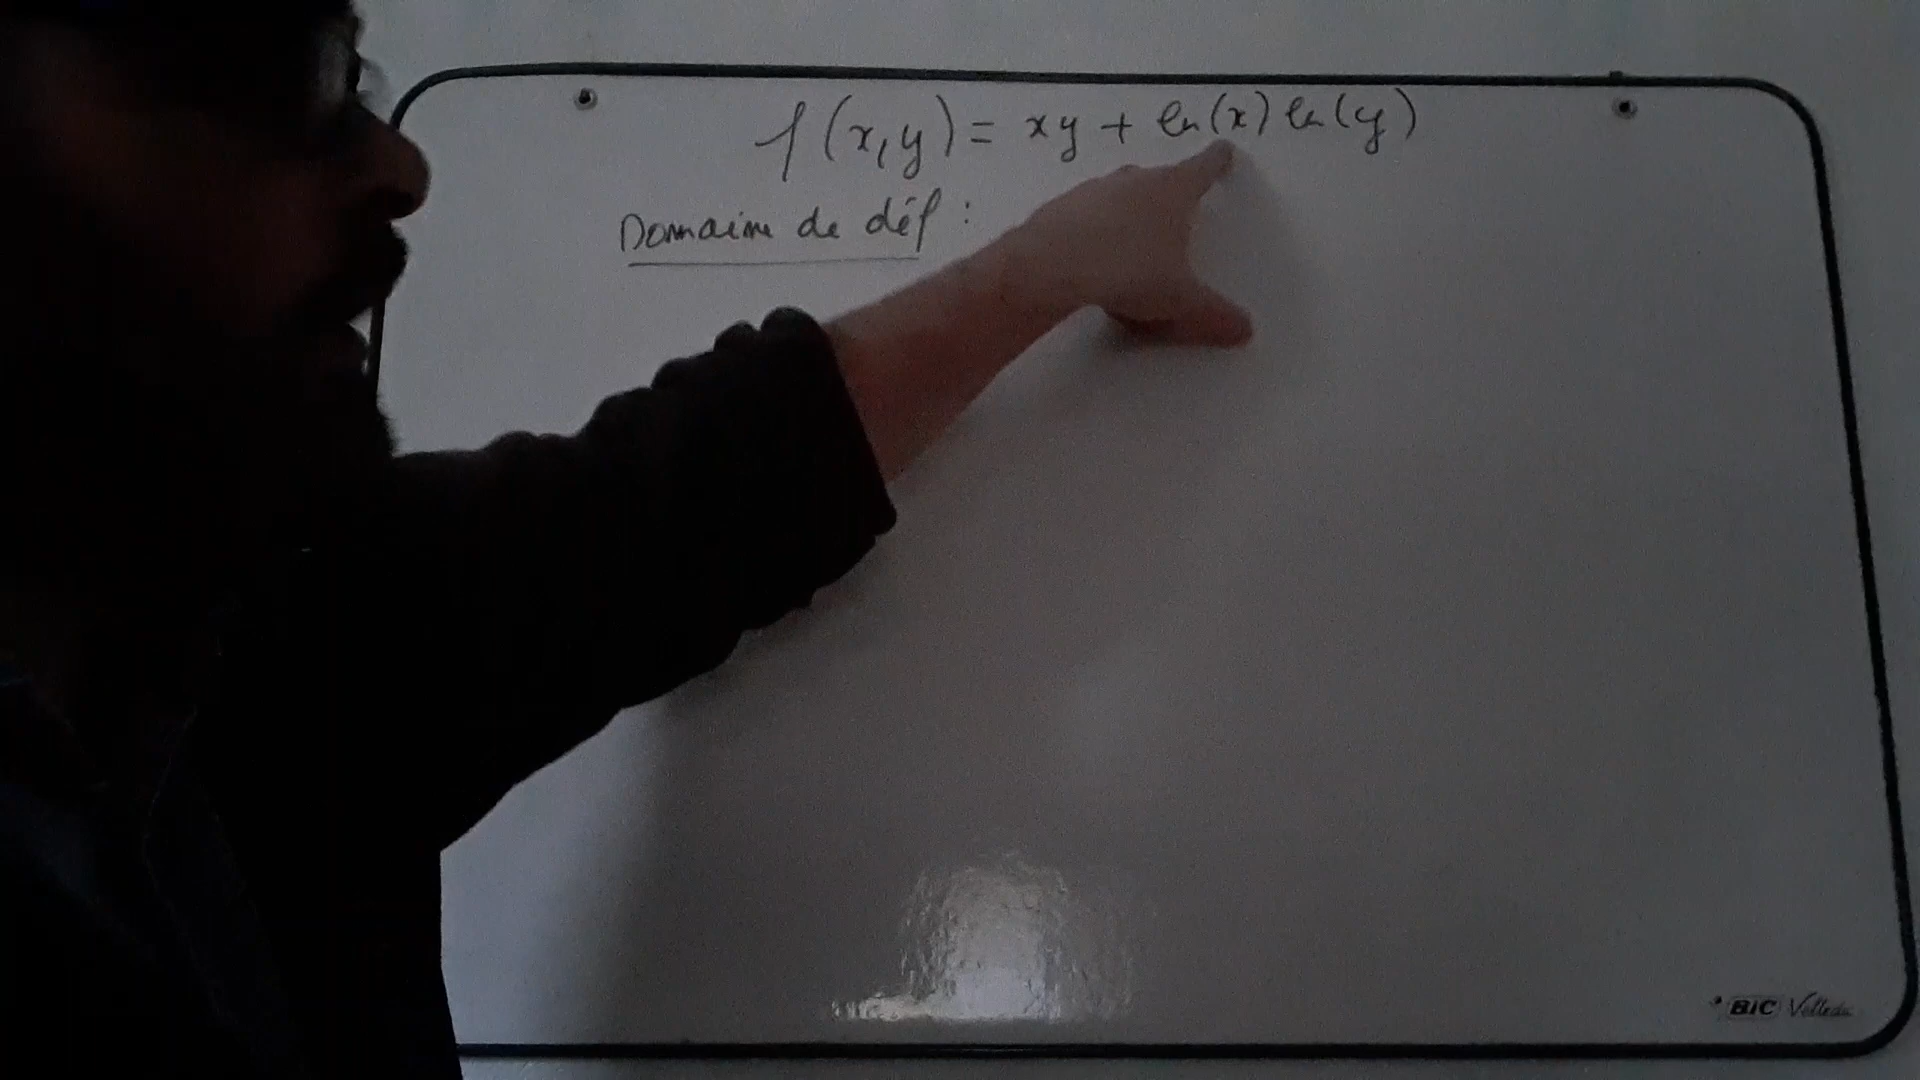 f(x,y) = xy + ln(x) ln(y)
Domaine de déf :
BIC Velleda